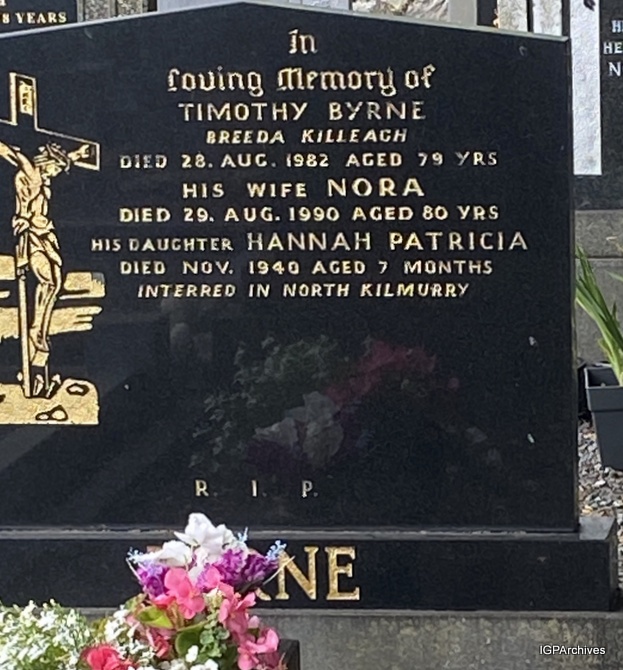 8 YEARS
In
Loving Memory of
TIMOTHY BYRNE
BREEDA KILLEAGH
DIED 28. AUG. 1982 AGED 79 YRS
HIS WIFE NORA
DIED 29. AUG. 1990 AGED 80 YRS
HIS DAUGHTER HANNAH PATRICIA
DIED NOV. 1940 AGED 7 MONTHS
INTERRED IN NORTH KILMURRY
R. I. P.
NE
IGPArchives